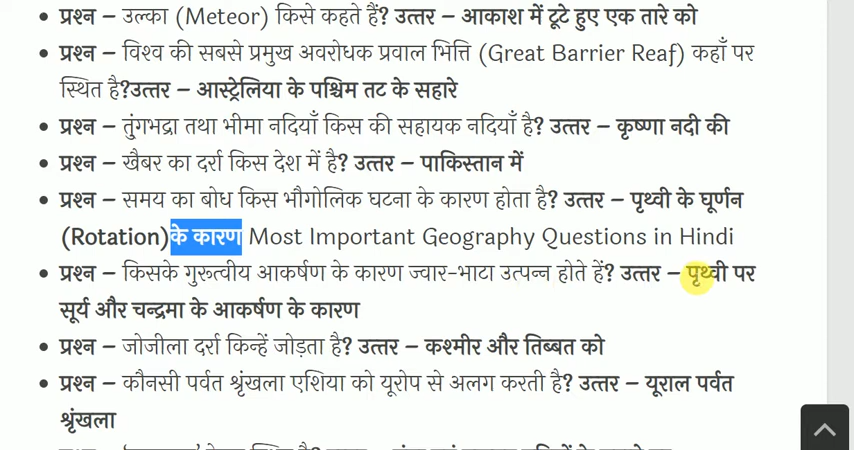 • प्रश्न – उल्का (Meteor) किसे कहते हैं? उत्तर – आकाश में टूटे हुए एक तारे को
• प्रश्न – विश्व की सबसे प्रमुख अवरोधक प्रवाल भित्ति (Great Barrier Reaf) कहाँ पर
स्थित है?उत्तर – आस्ट्रेलिया के पश्चिम तट के सहारे
• प्रश्न – तुंगभद्रा तथा भीमा नदियाँ किस की सहायक नदियाँ है? उत्तर – कृष्णा नदी की
• प्रश्न – खैबर का दर्रा किस देश में है? उत्तर – पाकिस्तान में
• प्रश्न – समय का बोध किस भौगोलिक घटना के कारण होता है? उत्तर – पृथ्वी के घूर्णन
(Rotation)के कारण Most Important Geography Questions in Hindi
• प्रश्न – किसके गुरूत्वीय आकर्षण के कारण ज्वार-भाटा उत्पन्न होते हें? उत्तर – पृथ्वी पर
सूर्य और चन्द्रमा के आकर्षण के कारण
• प्रश्न – जोजीला दर्रा किन्हें जोड़ता है? उत्तर – कश्मीर और तिब्बत को
• प्रश्न – कौनसी पर्वत श्रृंखला एशिया को यूरोप से अलग करती है? उत्तर – यूराल पर्वत
श्रृंखला